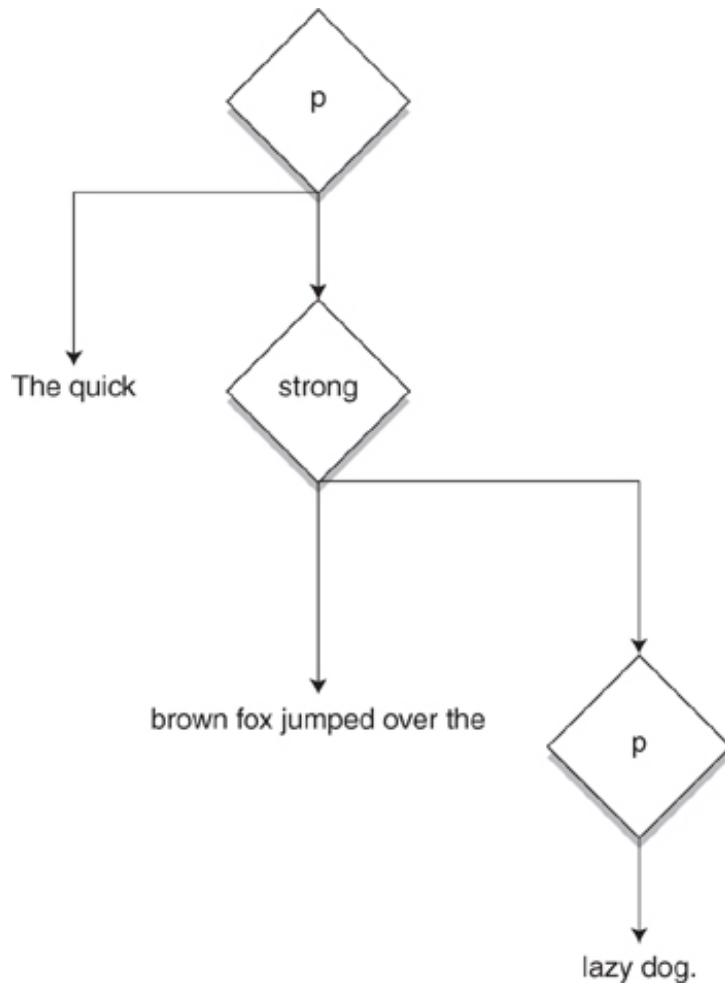 p
The quick
strong
brown fox jumped over the
p
lazy dog.